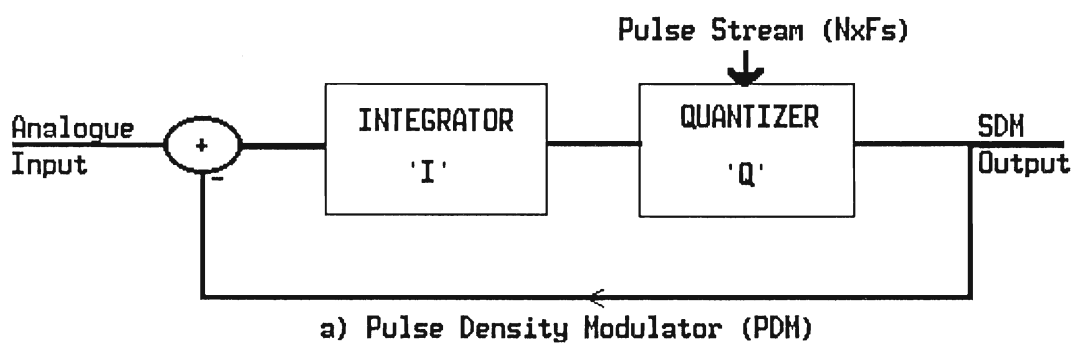 Pulse Stream (NxFs)
Analogue
Input
+
-
INTEGRATOR
'I'
QUANTIZER
'Q'
SDM
Output
a) Pulse Density Modulator (PDM)